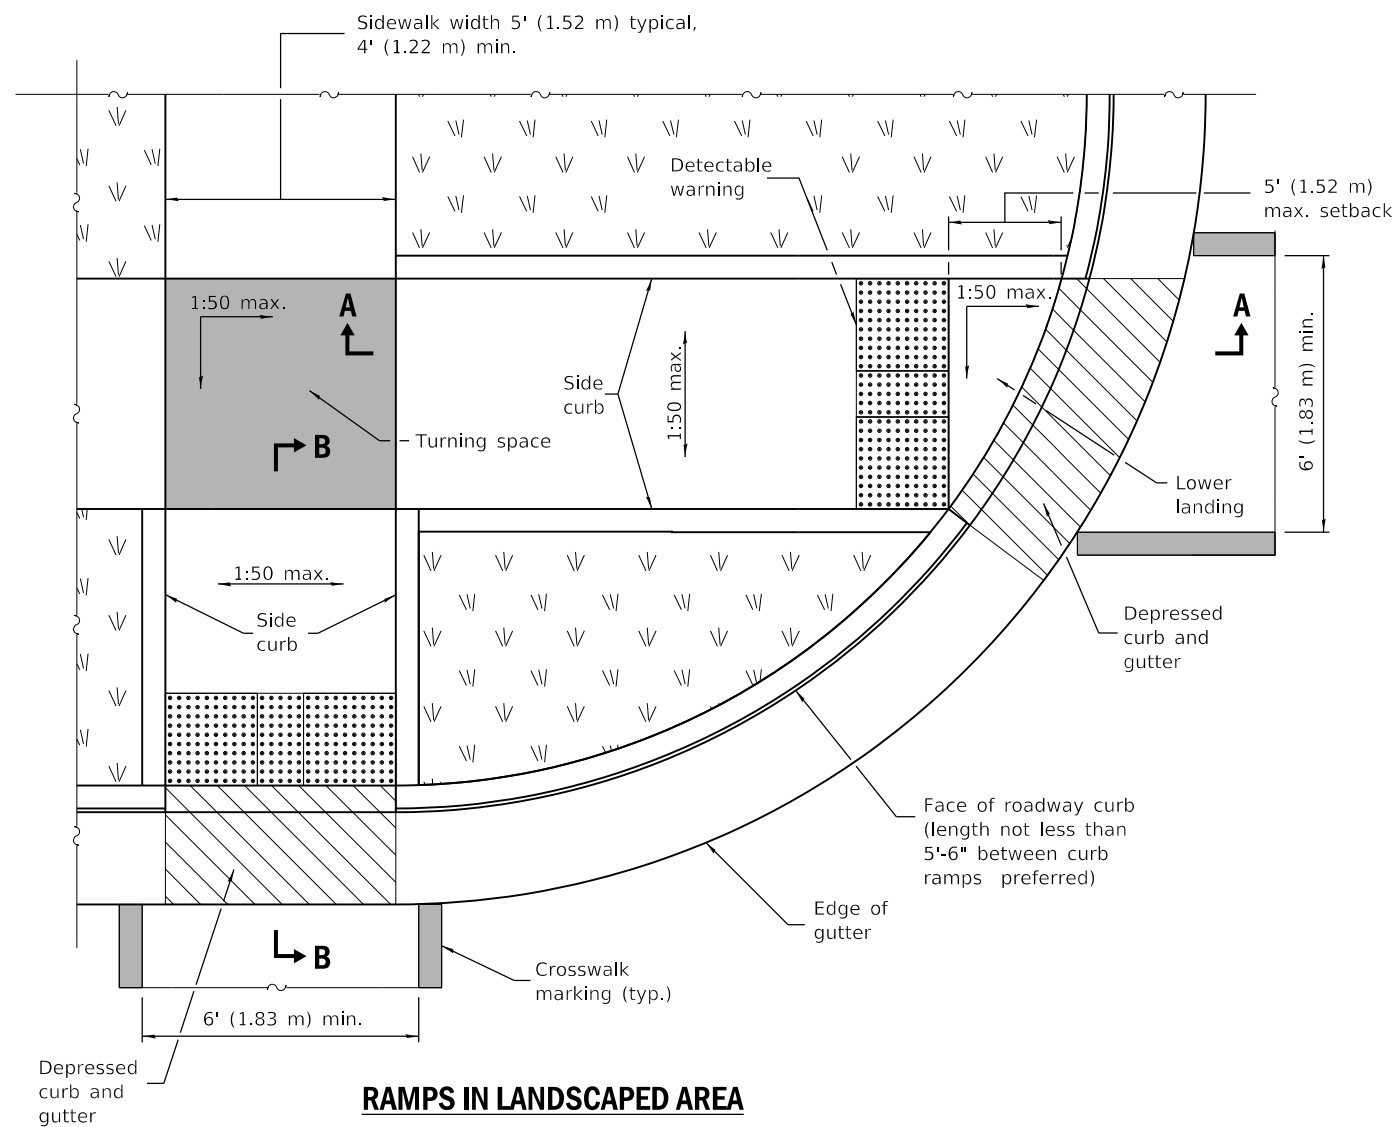 Sidewalk width 5' (1.52 m) typical,
4' (1.22 m) min.
Detectable
warning
5' (1.52 m)
max. setback
1:50 max.
A
1:50 max.
A
Side
curb
1:50 max.
6' (1.83 m) min.
Turning space
B
Lower
landing
1:50 max.
Side
curb
Depressed
curb and
gutter
Face of roadway curb
(length not less than
5'-6" between curb
ramps preferred)
Edge of
gutter
B
Crosswalk
marking (typ.)
6' (1.83 m) min.
Depressed
curb and
gutter
RAMPS IN LANDSCAPED AREA